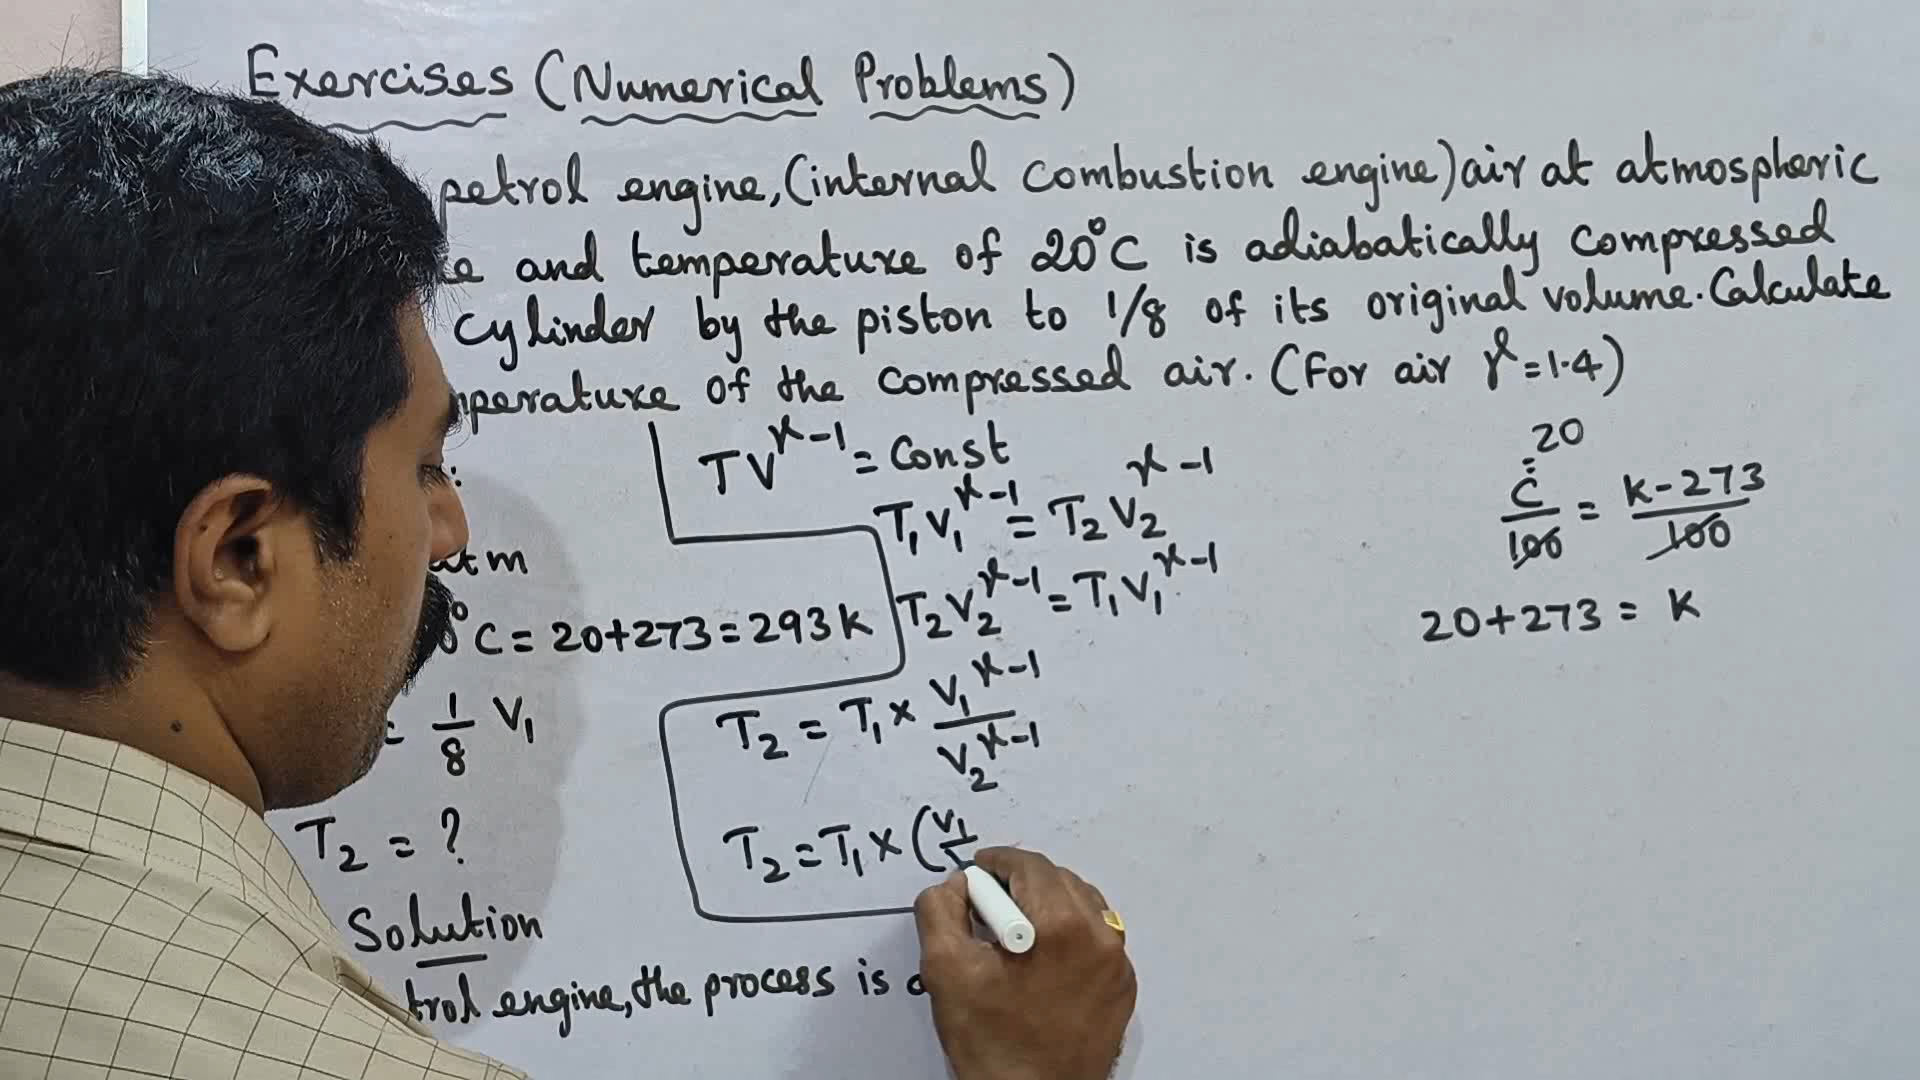 Exercises (Numerical Problems)
petrol engine, (internal combustion engine) air at atmospheric
and temperature of 20°C is adiabatically compressed
cylinder by the piston to 1/8 of its original volume. Calculate
of the compressed air. (For air γ = 1.4)
TV^γ-1 = Const
T₁V₁^γ-1 = T₂V₂^γ-1
T₂V₂^γ-1 = T₁V₁^γ-1
atm
°C = 20+273 = 293K
= 1/8 V₁
T₂ = T₁ × V₁^γ-1 / V₂^γ-1
T₂ = ?
T₂ = T₁ × (V₁
Solution
engine, the process is
20
C/100 = K-273/100
20+273 = K